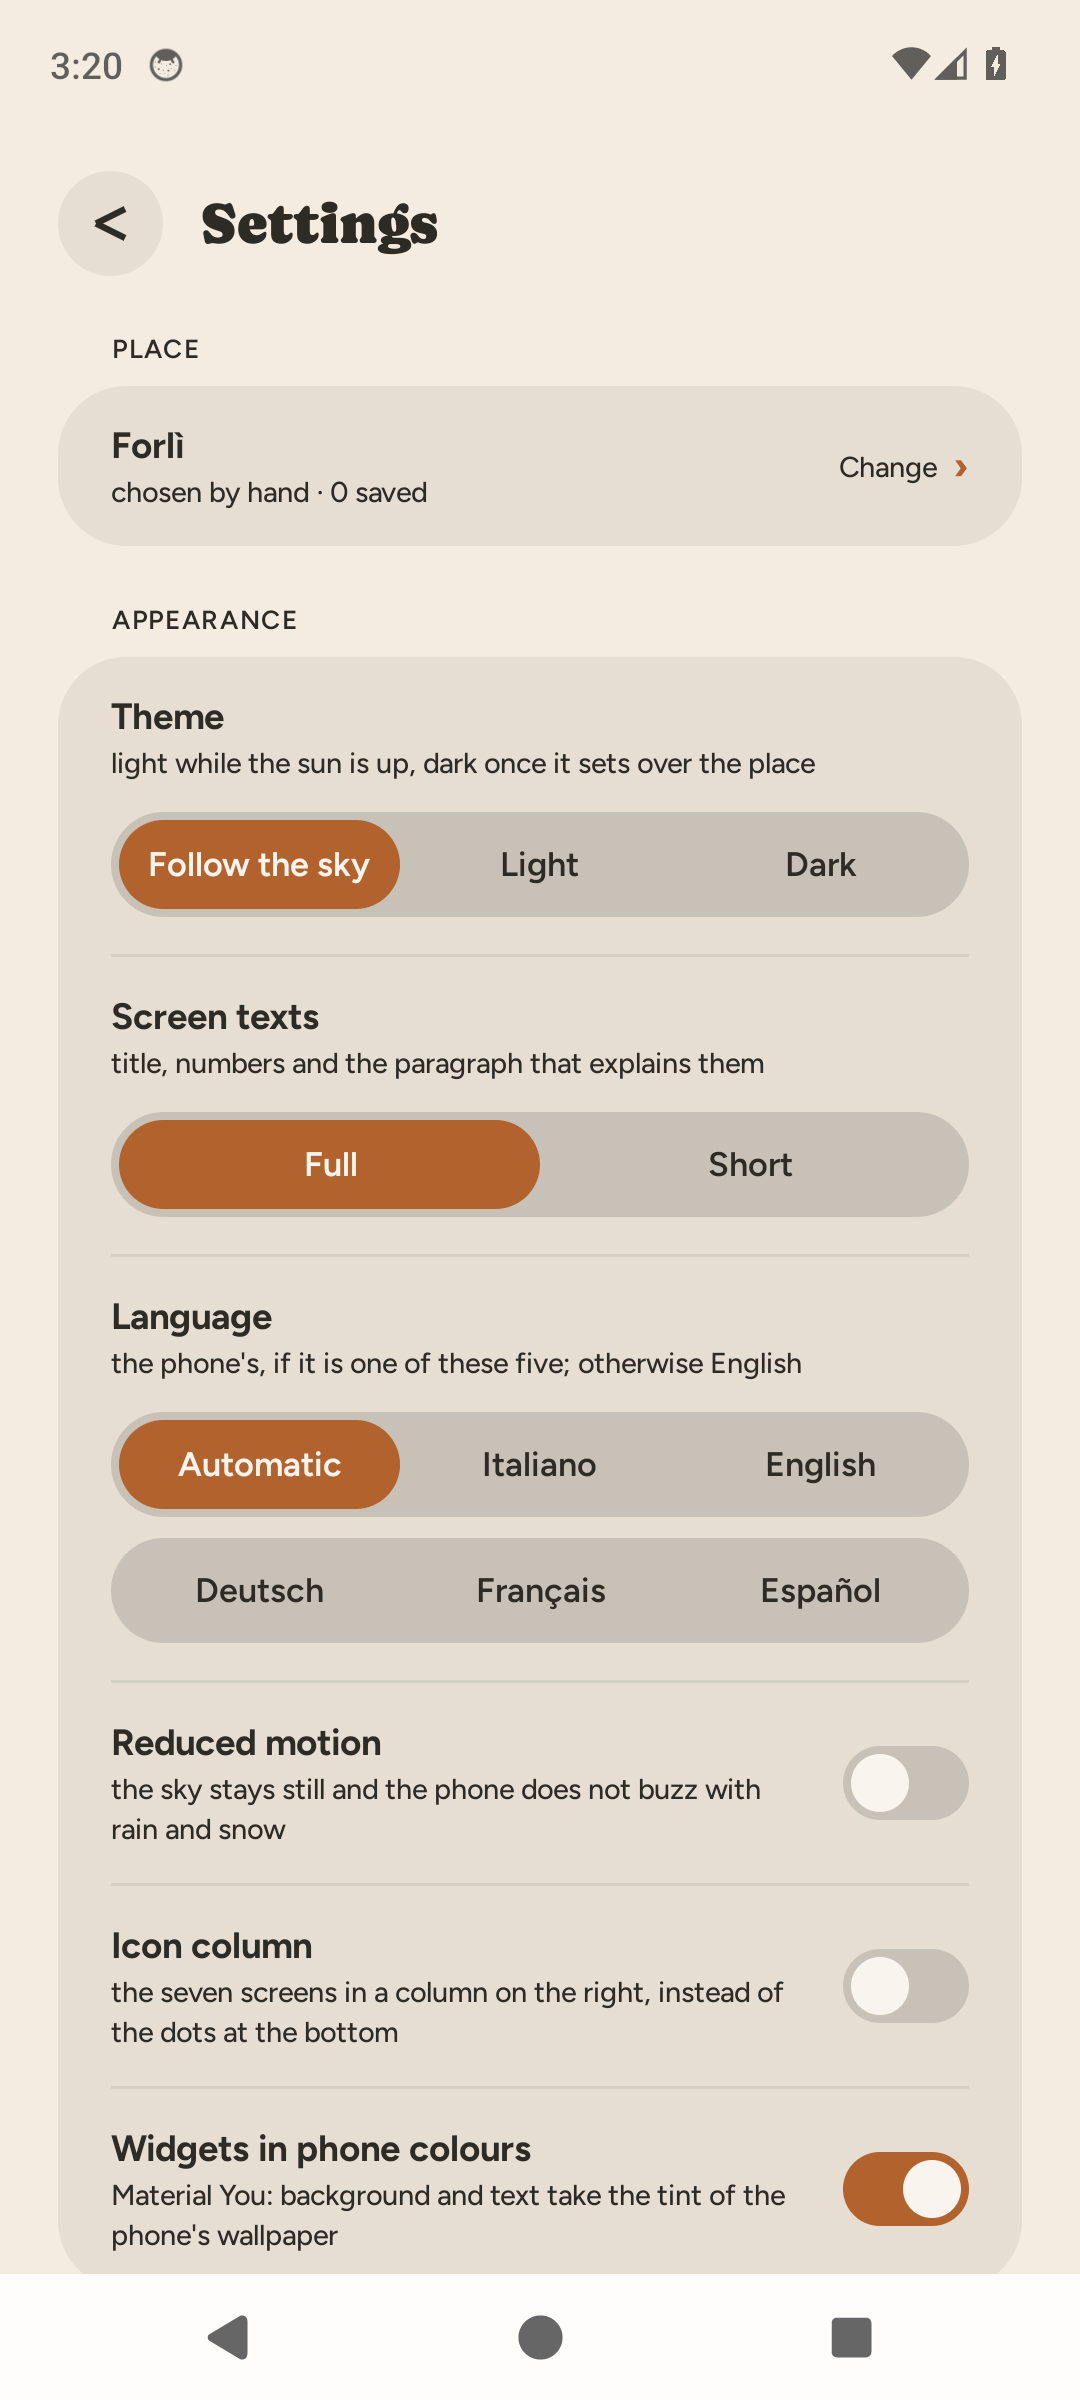 3:20
<
Settings
PLACE
Forlì
chosen by hand · 0 saved
Change ›
APPEARANCE
Theme
light while the sun is up, dark once it sets over the place
Follow the sky Light Dark
Screen texts
title, numbers and the paragraph that explains them
Full Short
Language
the phone's, if it is one of these five; otherwise English
Automatic Italiano English
Deutsch Français Español
Reduced motion
the sky stays still and the phone does not buzz with
rain and snow
Icon column
the seven screens in a column on the right, instead of
the dots at the bottom
Widgets in phone colours
Material You: background and text take the tint of the
phone's wallpaper